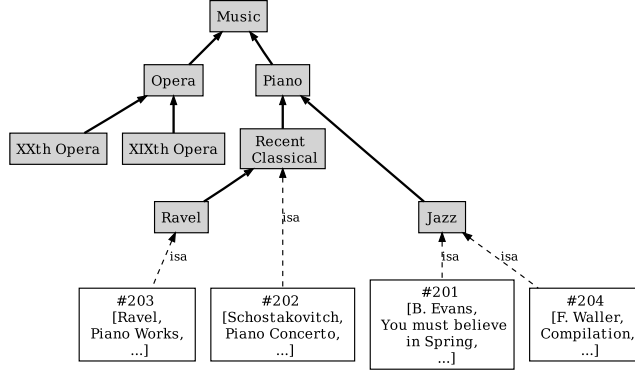 Music
Opera
Piano
XXth Opera
XIXth Opera
Recent
Classical
Ravel
isa
Jazz
isa
isa
isa
#203
[Ravel,
Piano Works,
...]
#202
[Schostakovitch,
Piano Concerto,
...]
#201
[B. Evans,
You must believe
in Spring,
...]
#204
[F. Waller,
Compilation,
...]